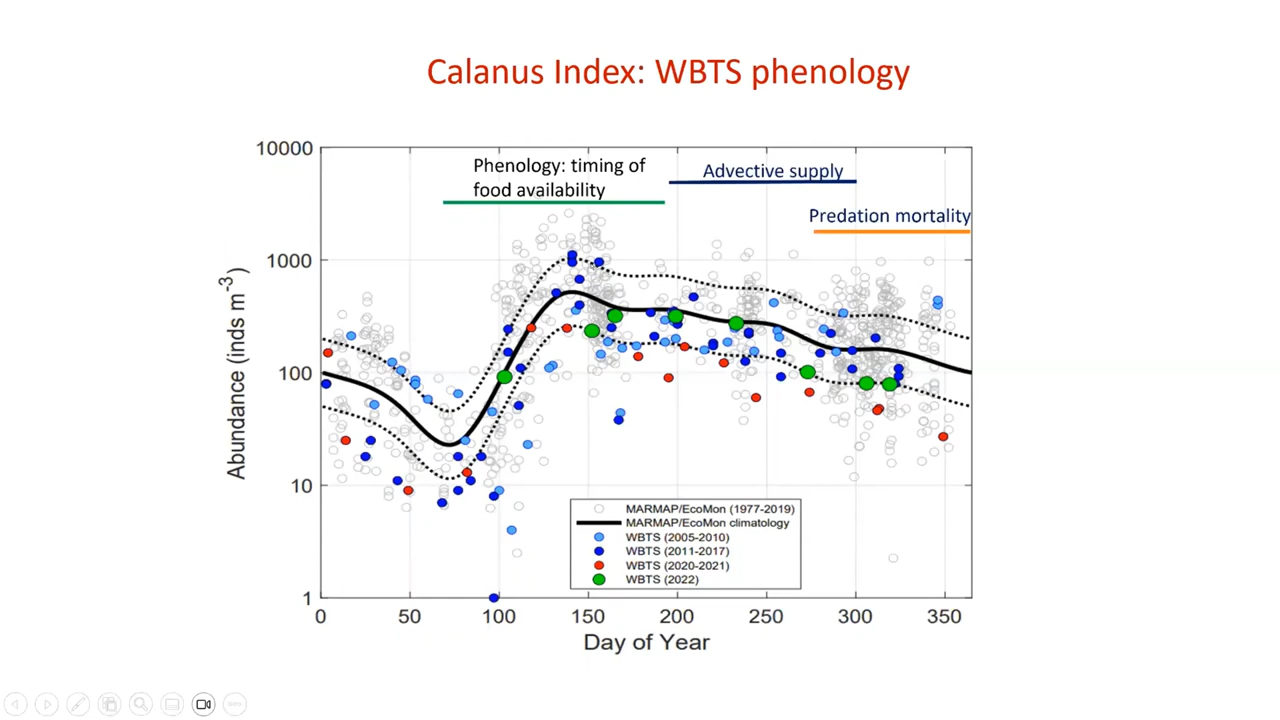 Calanus Index: WBTS phenology
10000
1000
100
10
1
Abundance (inds m-3)
Phenology: timing of
food availability
Advective supply
Predation mortality
MARMAP/EcoMon (1977-2019)
MARMAP/EcoMon climatology
WBTS (2005-2010)
WBTS (2011-2017)
WBTS (2020-2021)
WBTS (2022)
0 50 100 150 200 250 300 350
Day of Year